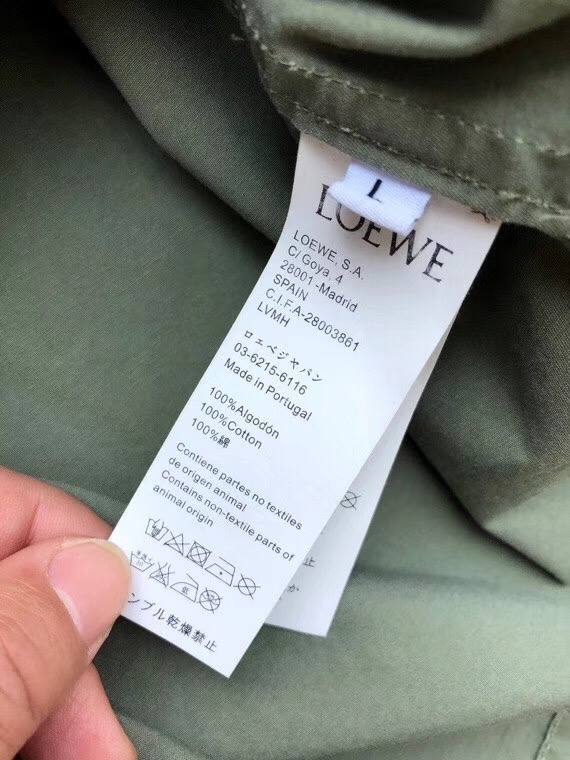 L
LOEWE
LOEWE, S.A.
C/ Goya, 4
28001 -Madrid
SPAIN
C.I.F.A-28003861
LVMH
ロエベジャパン
03-6215-6116
Made in Portugal
100%Algodón
100%Cotton
100%綿
Contiene partes no textiles
de origen animal
Contains non-textile parts of
animal origin
ンブル乾燥禁止
止
か